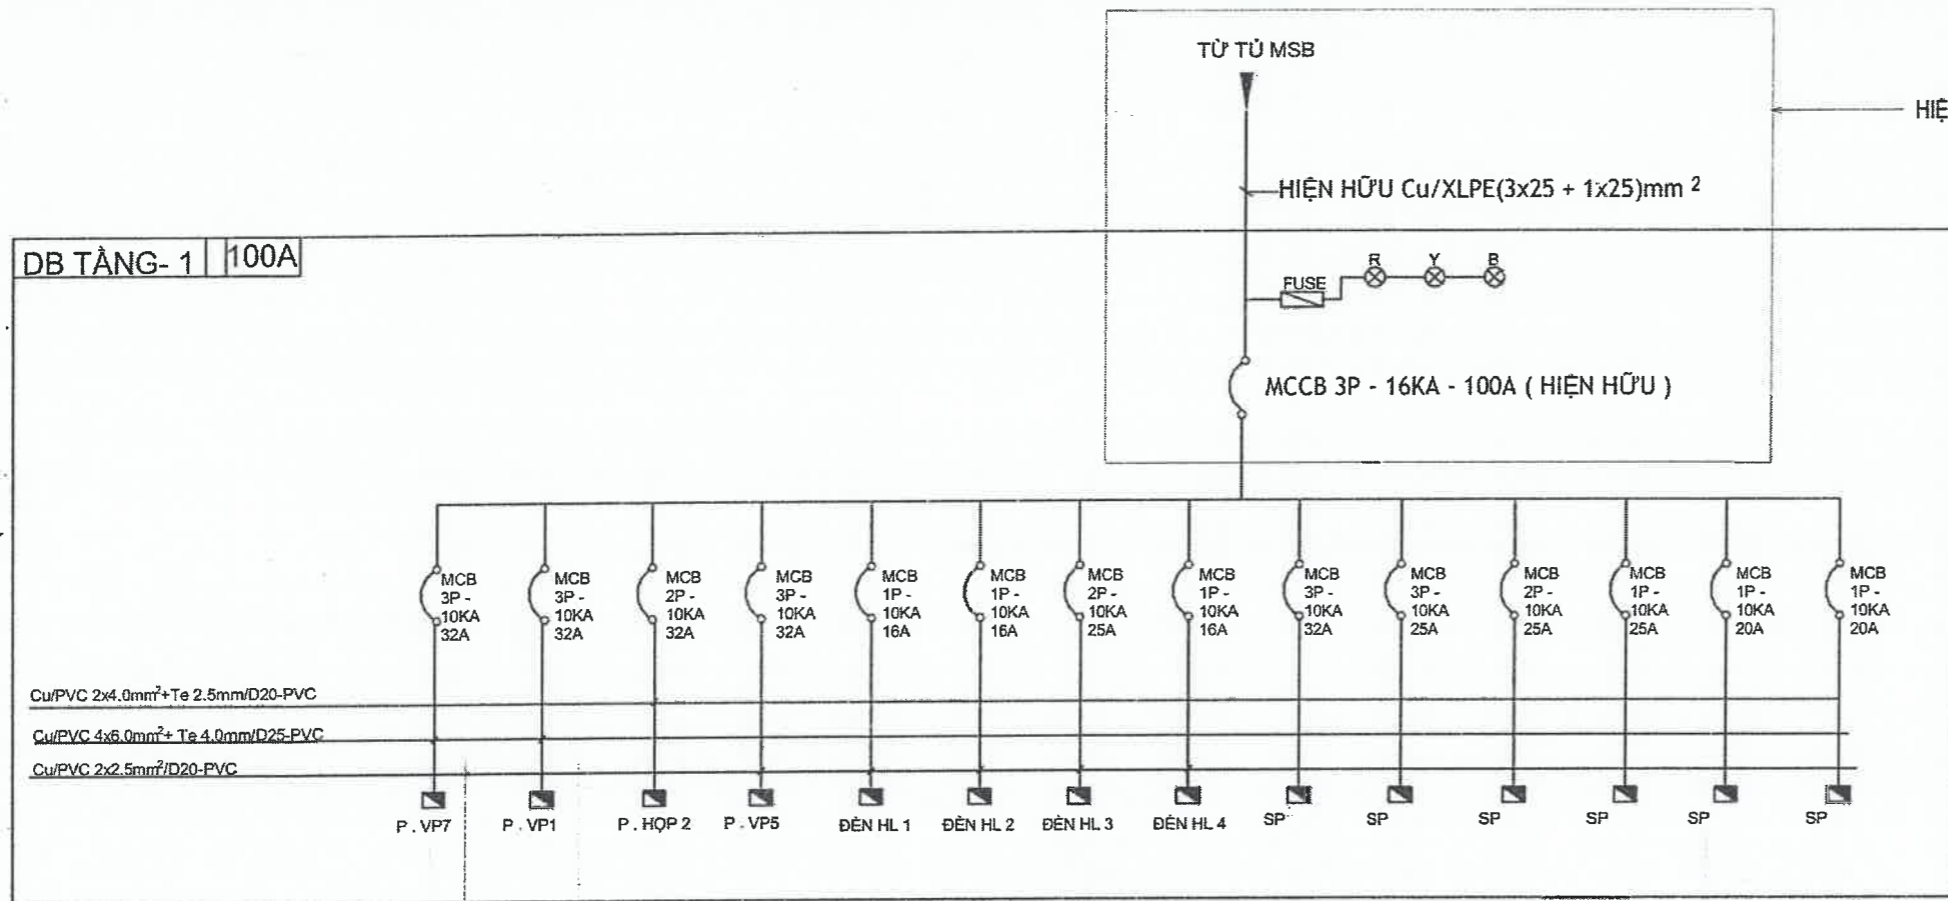 TỪ TỦ MSB
HIỆ
HIỆN HỮU Cu/XLPE(3x25 + 1x25)mm ²
DB TẦNG- 1 100A
R Y B
FUSE
MCCB 3P - 16KA - 100A ( HIỆN HỮU )
MCB
3P -
10KA
32A
MCB
3P -
10KA
32A
MCB
2P -
10KA
32A
MCB
3P -
10KA
32A
MCB
1P -
10KA
16A
MCB
1P -
10KA
16A
MCB
2P -
10KA
25A
MCB
1P -
10KA
16A
MCB
3P -
10KA
32A
MCB
3P -
10KA
25A
MCB
2P -
10KA
25A
MCB
1P -
10KA
25A
MCB
1P -
10KA
20A
MCB
1P -
10KA
20A
Cu/PVC 2x4.0mm²+Te 2.5mm/D20-PVC
Cu/PVC 4x6.0mm²+ Te 4.0mm/D25-PVC
Cu/PVC 2x2.5mm²/D20-PVC
P . VP7
P . VP1
P . HỌP 2
P . VP5
ĐÈN HL 1
ĐÈN HL 2
ĐÈN HL 3
ĐÈN HL 4
SP
SP
SP
SP
SP
SP